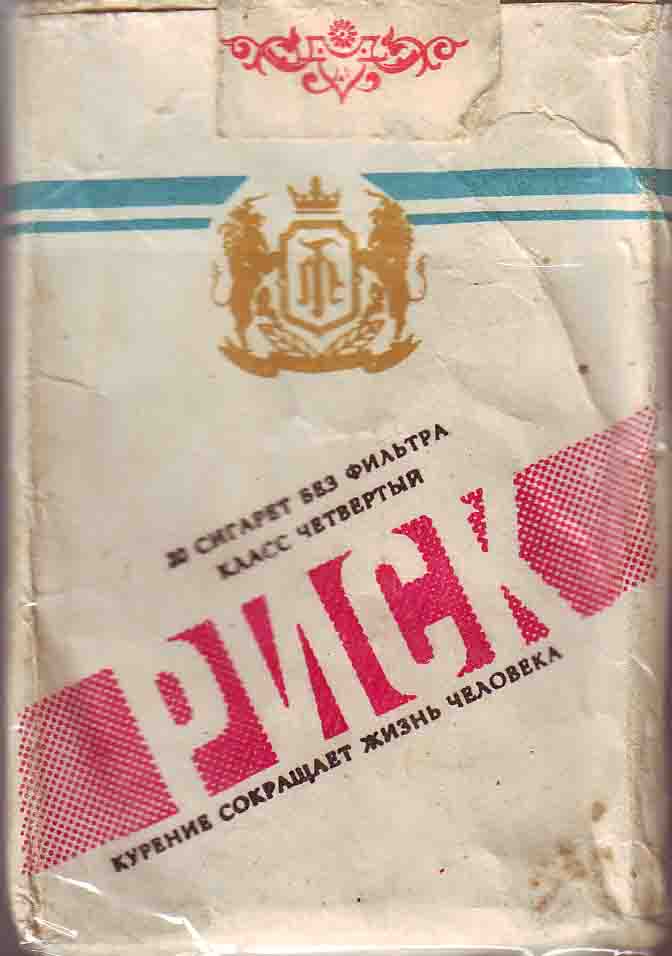 20 СИГАРЕТ БЕЗ ФИЛЬТРА
КЛАСС ЧЕТВЕРТЫЙ
РИСК
КУРЕНИЕ СОКРАЩАЕТ ЖИЗНЬ ЧЕЛОВЕКА